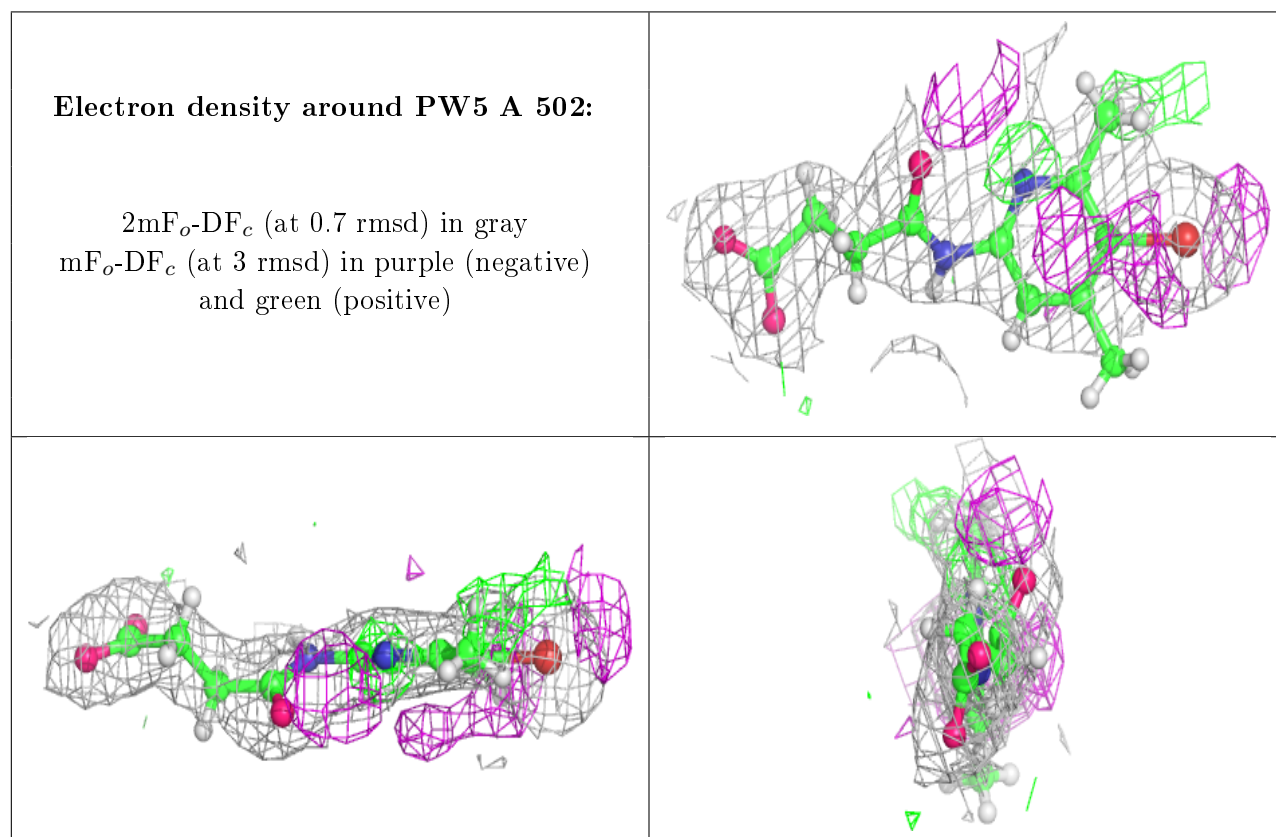 Electron density around PW5 A 502:
2mFₒ-DF𝒸 (at 0.7 rmsd) in gray
mFₒ-DF𝒸 (at 3 rmsd) in purple (negative)
and green (positive)